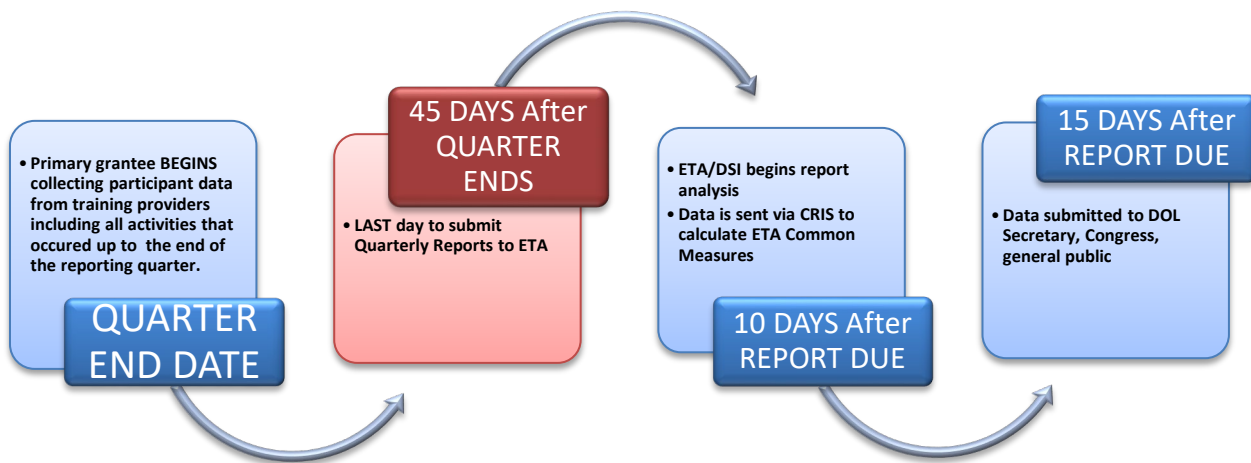 • Primary grantee BEGINS
collecting participant data
from training providers
including all activities that
occured up to the end of
the reporting quarter.
QUARTER
END DATE
45 DAYS After
QUARTER
ENDS
• LAST day to submit
Quarterly Reports to ETA
• ETA/DSI begins report
analysis
• Data is sent via CRIS to
calculate ETA Common
Measures
10 DAYS After
REPORT DUE
15 DAYS After
REPORT DUE
• Data submitted to DOL
Secretary, Congress,
general public